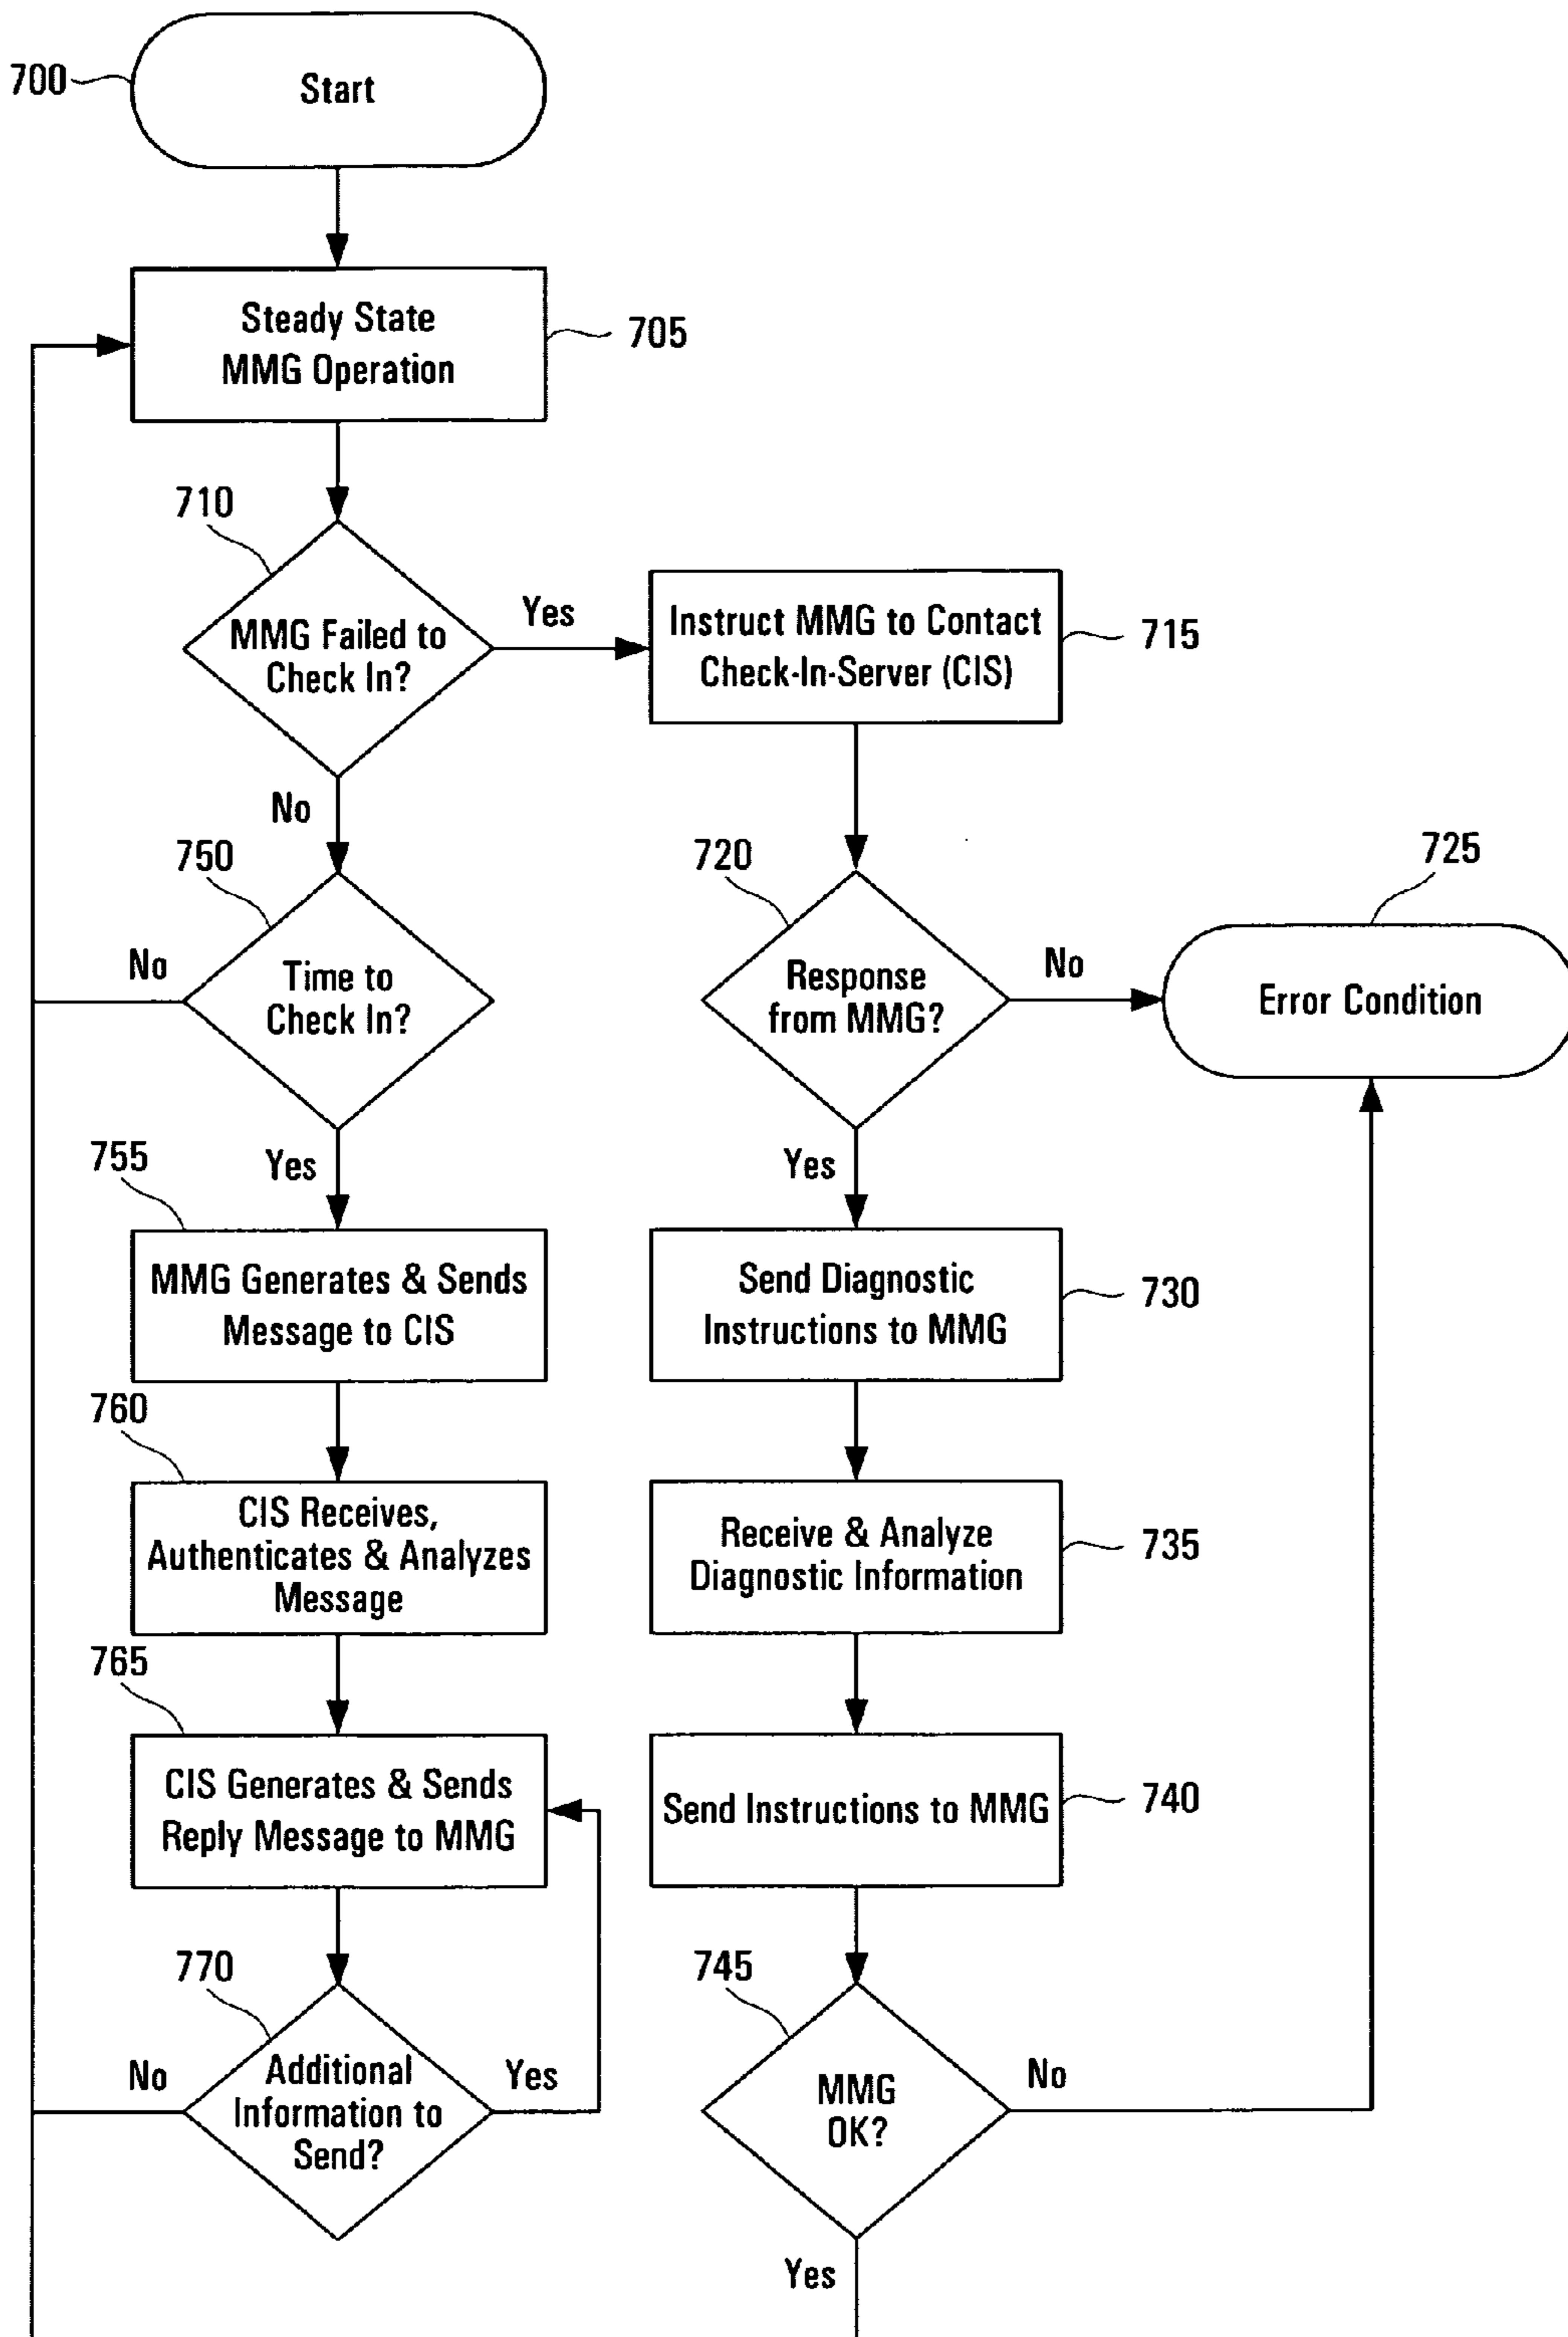 700
Start
Steady State
MMG Operation
705
710
MMG Failed to
Check In?
Yes
Instruct MMG to Contact
Check-In-Server (CIS)
715
No
750
Time to
Check In?
No
720
Response
from MMG?
No
725
Error Condition
Yes
755
MMG Generates & Sends
Message to CIS
Yes
Send Diagnostic
Instructions to MMG
730
760
CIS Receives,
Authenticates & Analyzes
Message
Receive & Analyze
Diagnostic Information
735
765
CIS Generates & Sends
Reply Message to MMG
Send Instructions to MMG
740
770
Additional
Information to
Send?
No
Yes
745
MMG
OK?
No
Yes